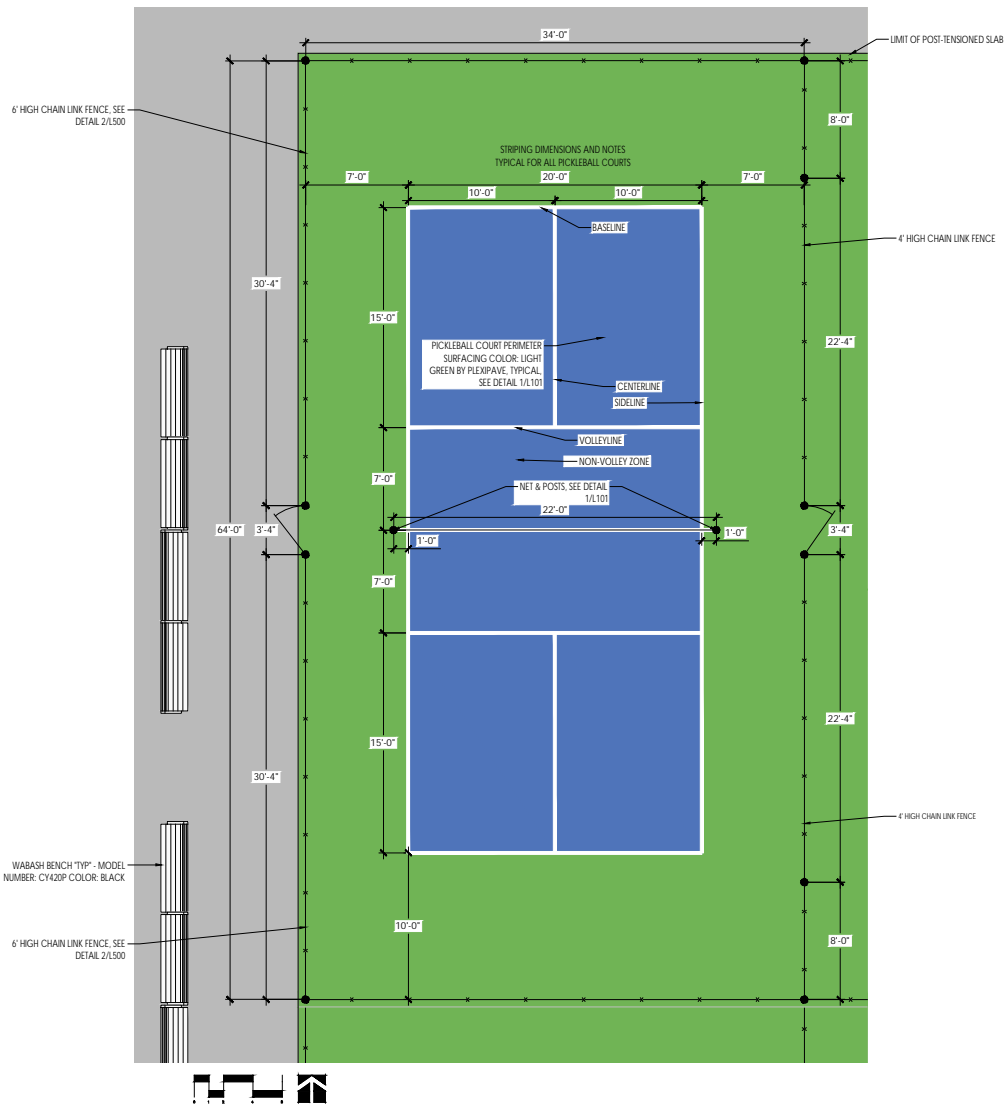 34'-0"
LIMIT OF POST-TENSIONED SLAB
6' HIGH CHAIN LINK FENCE, SEE
DETAIL 2/L500
8'-0"
STRIPING DIMENSIONS AND NOTES
TYPICAL FOR ALL PICKLEBALL COURTS
7'-0"
20'-0"
7'-0"
10'-0"
10'-0"
BASELINE
4' HIGH CHAIN LINK FENCE
30'-4"
15'-0"
22'-4"
PICKLEBALL COURT PERIMETER
SURFACING COLOR: LIGHT
GREEN BY PLEXIPAVE, TYPICAL,
SEE DETAIL 1/L101
CENTERLINE
SIDELINE
VOLLEYLINE
NON-VOLLEY ZONE
7'-0"
NET & POSTS, SEE DETAIL
1/L101
22'-0"
64'-0"
3'-4"
1'-0"
1'-0"
3'-4"
7'-0"
22'-4"
15'-0"
30'-4"
4' HIGH CHAIN LINK FENCE
WABASH BENCH "TYP" - MODEL
NUMBER: CY420P COLOR: BLACK
10'-0"
6' HIGH CHAIN LINK FENCE, SEE
DETAIL 2/L500
8'-0"